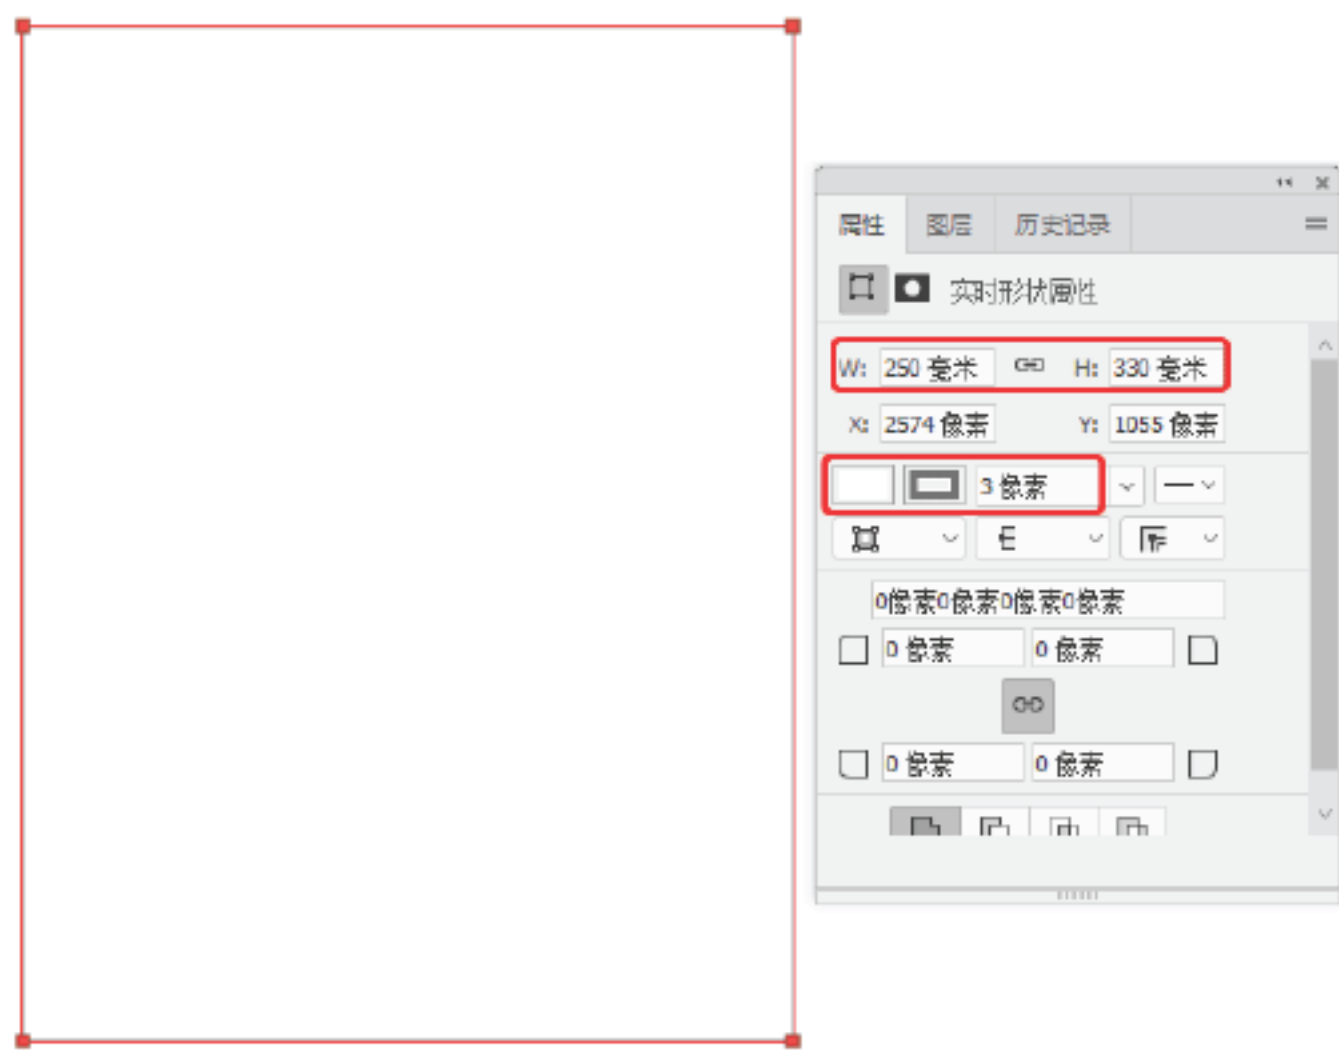 属性 图层 历史记录
实时形状属性
W: 250 毫米 H: 330 毫米
X: 2574 像素 Y: 1055 像素
3 像素
0像素0像素0像素0像素
0 像素 0 像素
0 像素 0 像素